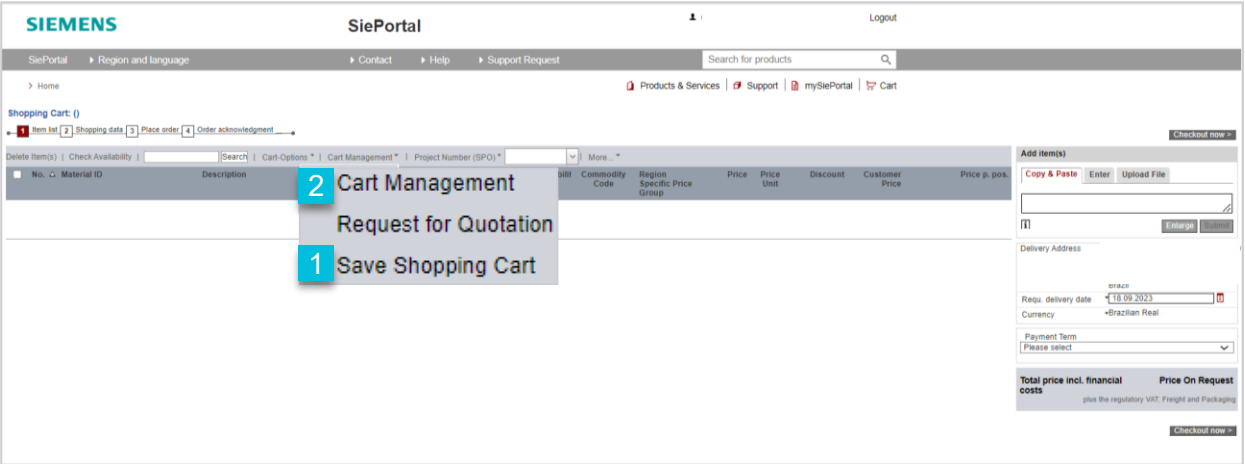 SIEMENS
SiePortal
Logout
SiePortal Region and language Contact Help Support Request Search for products
Home
Products & Services | Support | mySiePortal | Cart
Shopping Cart: ()
1 Item list 2 Shopping data 3 Place order 4 Order acknowledgment
Checkout now >
Delete Item(s) | Check Availability | Search | Cart-Options | Cart Management | Project Number (SPO) | More...
No. Material ID Description Commodity Code Region Specific Price Group Price Price Unit Discount Customer Price Price p. pos.
2 Cart Management
Request for Quotation
1 Save Shopping Cart
Add item(s)
Copy & Paste Enter Upload File
Enlarge Submit
Delivery Address
Brazil
Requ. delivery date 18.09.2023
Currency Brazilian Real
Payment Term
Please select
Total price incl. financial costs Price On Request
plus the regulatory VAT, Freight and Packaging
Checkout now >